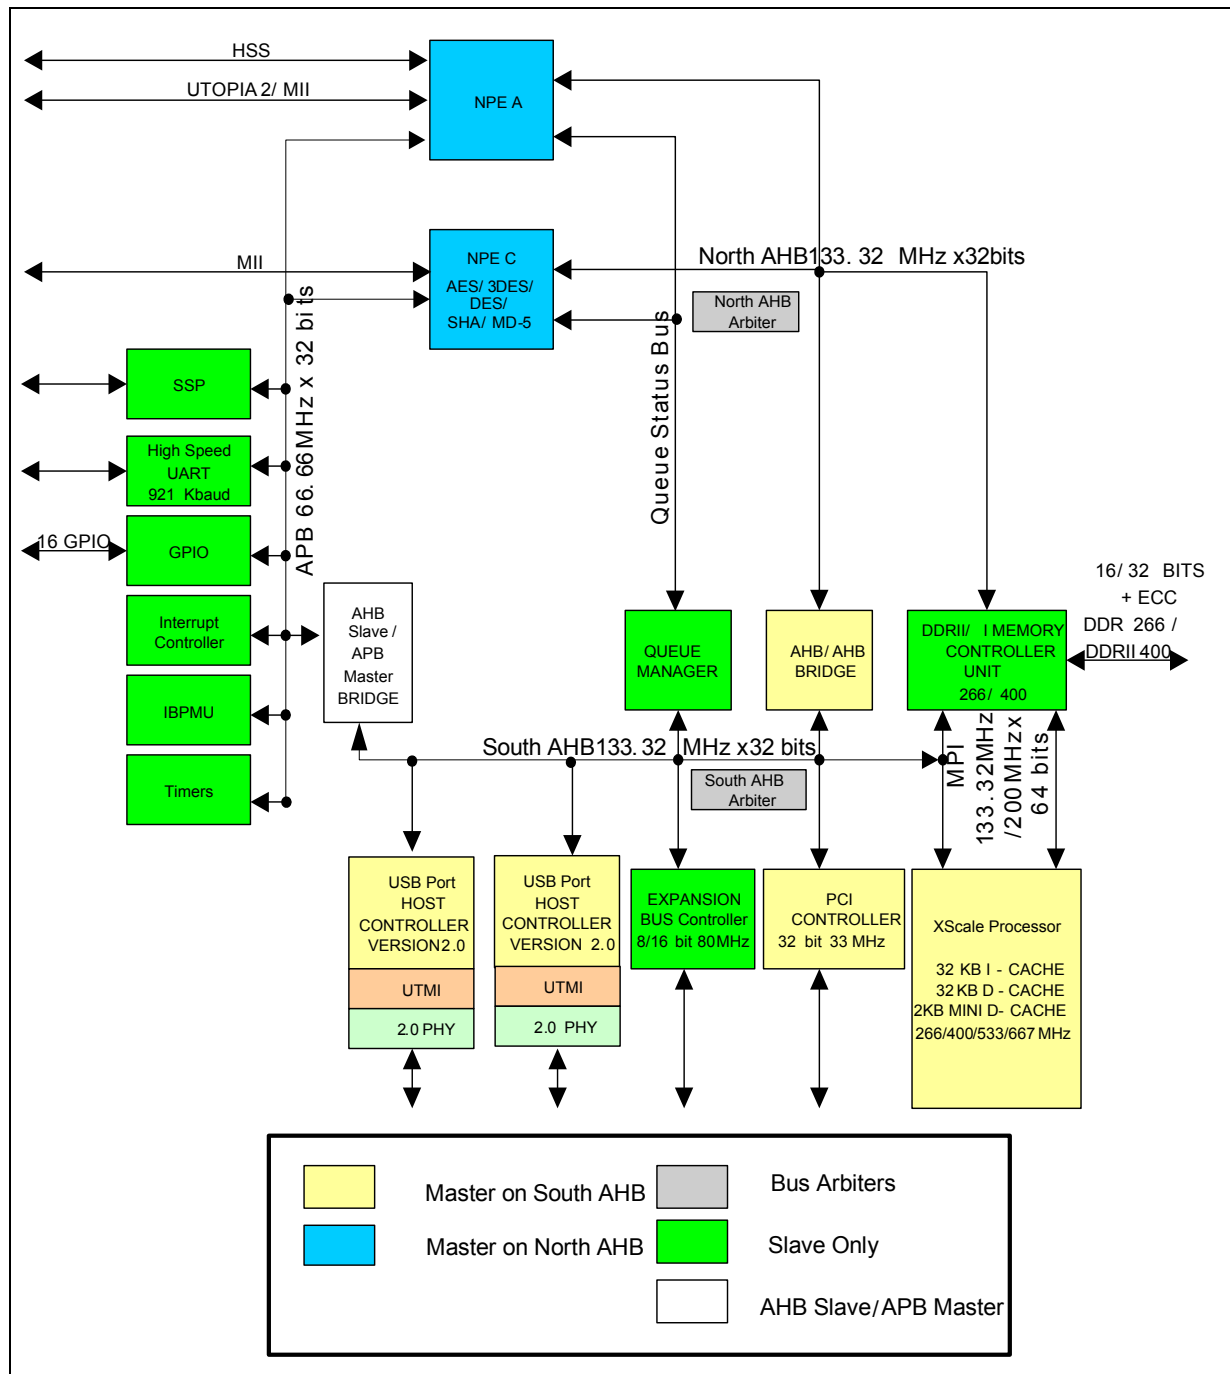 HSS
UTOPIA 2/ MII
NPE A
MII
NPE C
AES/ 3DES/
DES/
SHA/ MD-5
North AHB133. 32 MHz x32bits
North AHB
Arbiter
Queue Status Bus
APB 66. 66MHz x 32 bits
SSP
High Speed
UART
921 Kbaud
16 GPIO
GPIO
Interrupt
Controller
IBPMU
Timers
AHB
Slave /
APB
Master
BRIDGE
QUEUE
MANAGER
AHB/ AHB
BRIDGE
DDRII/ I MEMORY
CONTROLLER
UNIT
266/ 400
16/ 32 BITS
+ ECC
DDR 266 /
DDRII 400
South AHB133. 32 MHz x32 bits
South AHB
Arbiter
MPI
133. 32MHz
/200MHzx
64 bits
USB Port
HOST
CONTROLLER
VERSION2.0
UTMI
2.0 PHY
USB Port
HOST
CONTROLLER
VERSION 2.0
UTMI
2.0 PHY
EXPANSION
BUS Controller
8/16 bit 80MHz
PCI
CONTROLLER
32 bit 33 MHz
XScale Processor
32 KB I - CACHE
32 KB D - CACHE
2KB MINI D- CACHE
266/400/533/667 MHz
Master on South AHB
Bus Arbiters
Master on North AHB
Slave Only
AHB Slave/APB Master